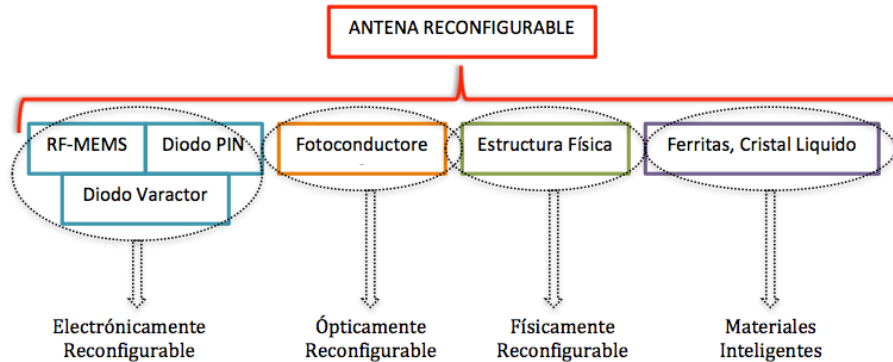 ANTENA RECONFIGURABLE
RF-MEMS
Diodo PIN
Fotoconductore
Estructura Física
Ferritas, Cristal Liquido
Diodo Varactor
Electrónicamente
Reconfigurable
Ópticamente
Reconfigurable
Físicamente
Reconfigurable
Materiales
Inteligentes